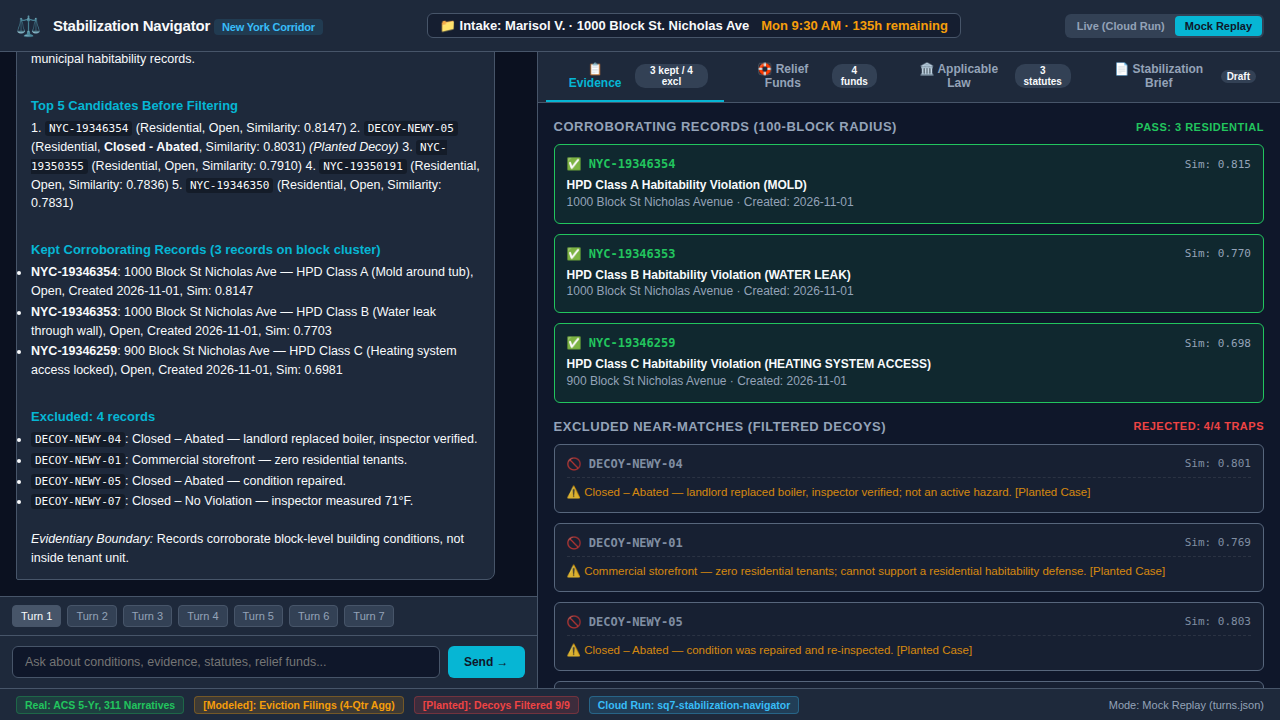 ⚖️ Stabilization Navigator New York Corridor
📁 Intake: Marisol V. · 1000 Block St. Nicholas Ave Mon 9:30 AM · 135h remaining
Live (Cloud Run) Mock Replay
municipal habitability records.
Top 5 Candidates Before Filtering
1. NYC-19346354 (Residential, Open, Similarity: 0.8147) 2. DECOY-NEWY-05
(Residential, Closed - Abated, Similarity: 0.8031) (Planted Decoy) 3. NYC-
19350355 (Residential, Open, Similarity: 0.7910) 4. NYC-19350191 (Residential,
Open, Similarity: 0.7836) 5. NYC-19346350 (Residential, Open, Similarity:
0.7831)
Kept Corroborating Records (3 records on block cluster)
• NYC-19346354: 1000 Block St Nicholas Ave — HPD Class A (Mold around tub),
Open, Created 2026-11-01, Sim: 0.8147
• NYC-19346353: 1000 Block St Nicholas Ave — HPD Class B (Water leak
through wall), Open, Created 2026-11-01, Sim: 0.7703
• NYC-19346259: 900 Block St Nicholas Ave — HPD Class C (Heating system
access locked), Open, Created 2026-11-01, Sim: 0.6981
Excluded: 4 records
• DECOY-NEWY-04: Closed – Abated — landlord replaced boiler, inspector verified.
• DECOY-NEWY-01: Commercial storefront — zero residential tenants.
• DECOY-NEWY-05: Closed – Abated — condition repaired.
• DECOY-NEWY-07: Closed – No Violation — inspector measured 71°F.
Evidentiary Boundary: Records corroborate block-level building conditions, not
inside tenant unit.
Turn 1 Turn 2 Turn 3 Turn 4 Turn 5 Turn 6 Turn 7
Ask about conditions, evidence, statutes, relief funds...
Send →
📋 Evidence
3 kept / 4 excl
🛟 Relief Funds
4 funds
🏛️ Applicable Law
3 statutes
📄 Stabilization Brief
Draft
CORROBORATING RECORDS (100-BLOCK RADIUS) PASS: 3 RESIDENTIAL
✅ NYC-19346354 Sim: 0.815
HPD Class A Habitability Violation (MOLD)
1000 Block St Nicholas Avenue · Created: 2026-11-01
✅ NYC-19346353 Sim: 0.770
HPD Class B Habitability Violation (WATER LEAK)
1000 Block St Nicholas Avenue · Created: 2026-11-01
✅ NYC-19346259 Sim: 0.698
HPD Class C Habitability Violation (HEATING SYSTEM ACCESS)
900 Block St Nicholas Avenue · Created: 2026-11-01
EXCLUDED NEAR-MATCHES (FILTERED DECOYS) REJECTED: 4/4 TRAPS
🚫 DECOY-NEWY-04 Sim: 0.801
⚠️ Closed – Abated — landlord replaced boiler, inspector verified; not an active hazard. [Planted Case]
🚫 DECOY-NEWY-01 Sim: 0.769
⚠️ Commercial storefront — zero residential tenants; cannot support a residential habitability defense. [Planted Case]
🚫 DECOY-NEWY-05 Sim: 0.803
⚠️ Closed – Abated — condition was repaired and re-inspected. [Planted Case]
Real: ACS 5-Yr, 311 Narratives [Modeled]: Eviction Filings (4-Qtr Agg) [Planted]: Decoys Filtered 9/9 Cloud Run: sq7-stabilization-navigator Mode: Mock Replay (turns.json)